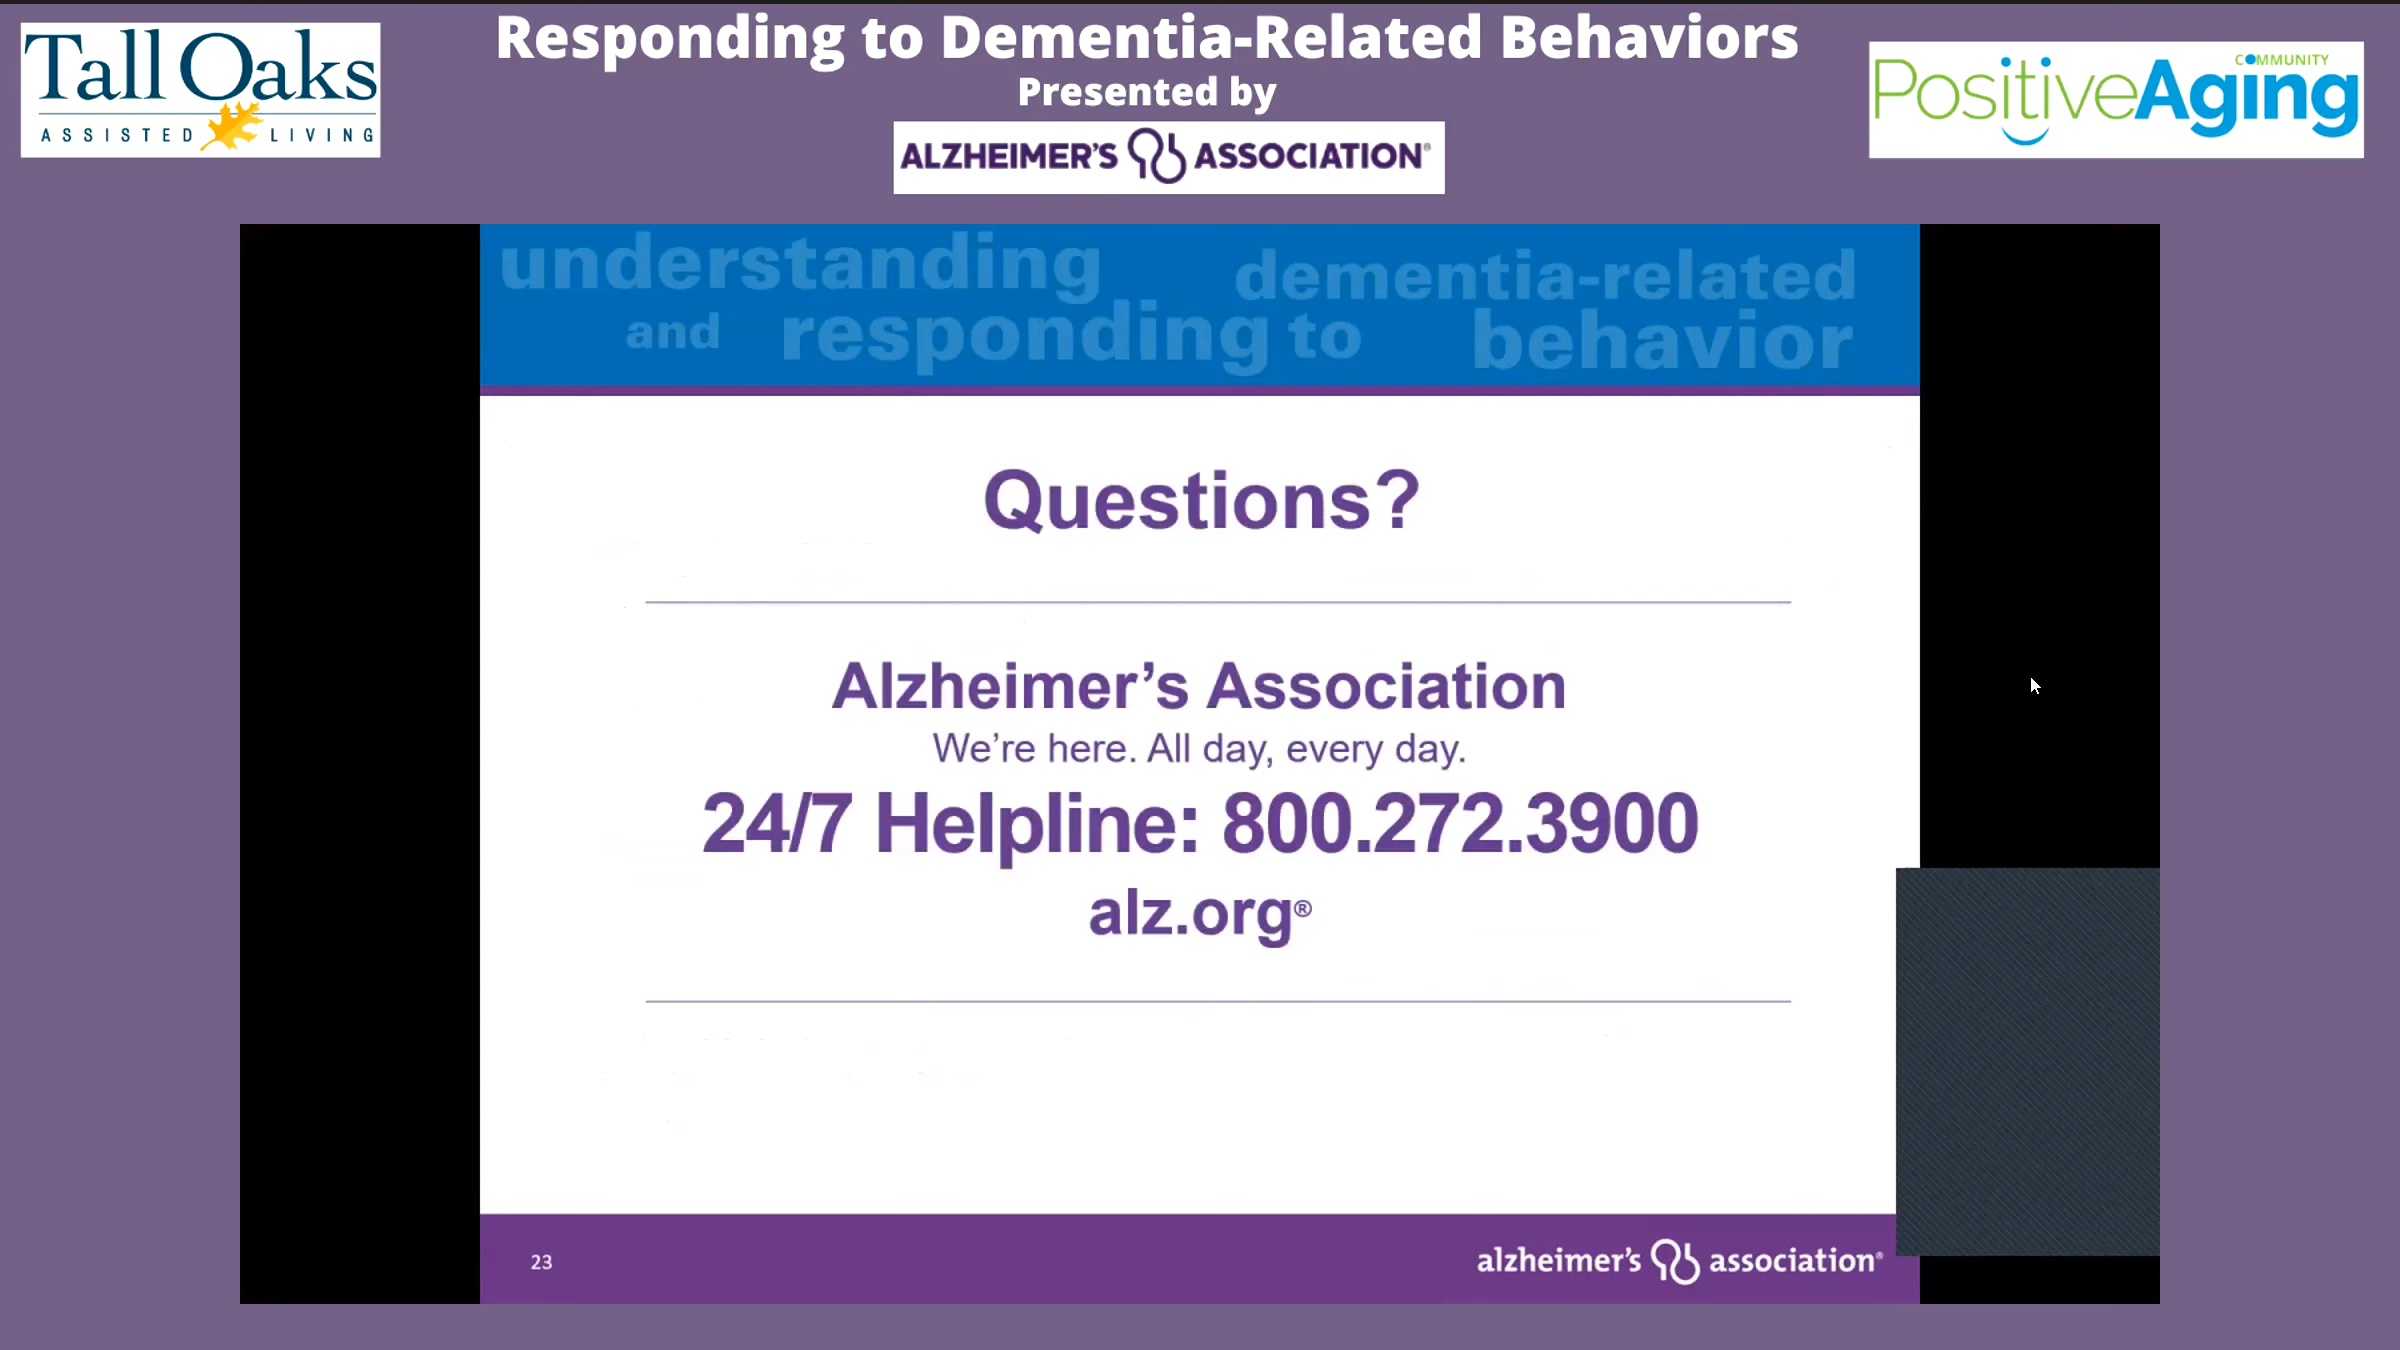 Responding to Dementia-Related Behaviors
Presented by
Tall Oaks
ASSISTED LIVING
ALZHEIMER'S ASSOCIATION®
COMMUNITY
PositiveAging
understanding dementia-related
and responding to behavior
Questions?
Alzheimer’s Association
We’re here. All day, every day.
24/7 Helpline: 800.272.3900
alz.org®
23
alzheimer's association®